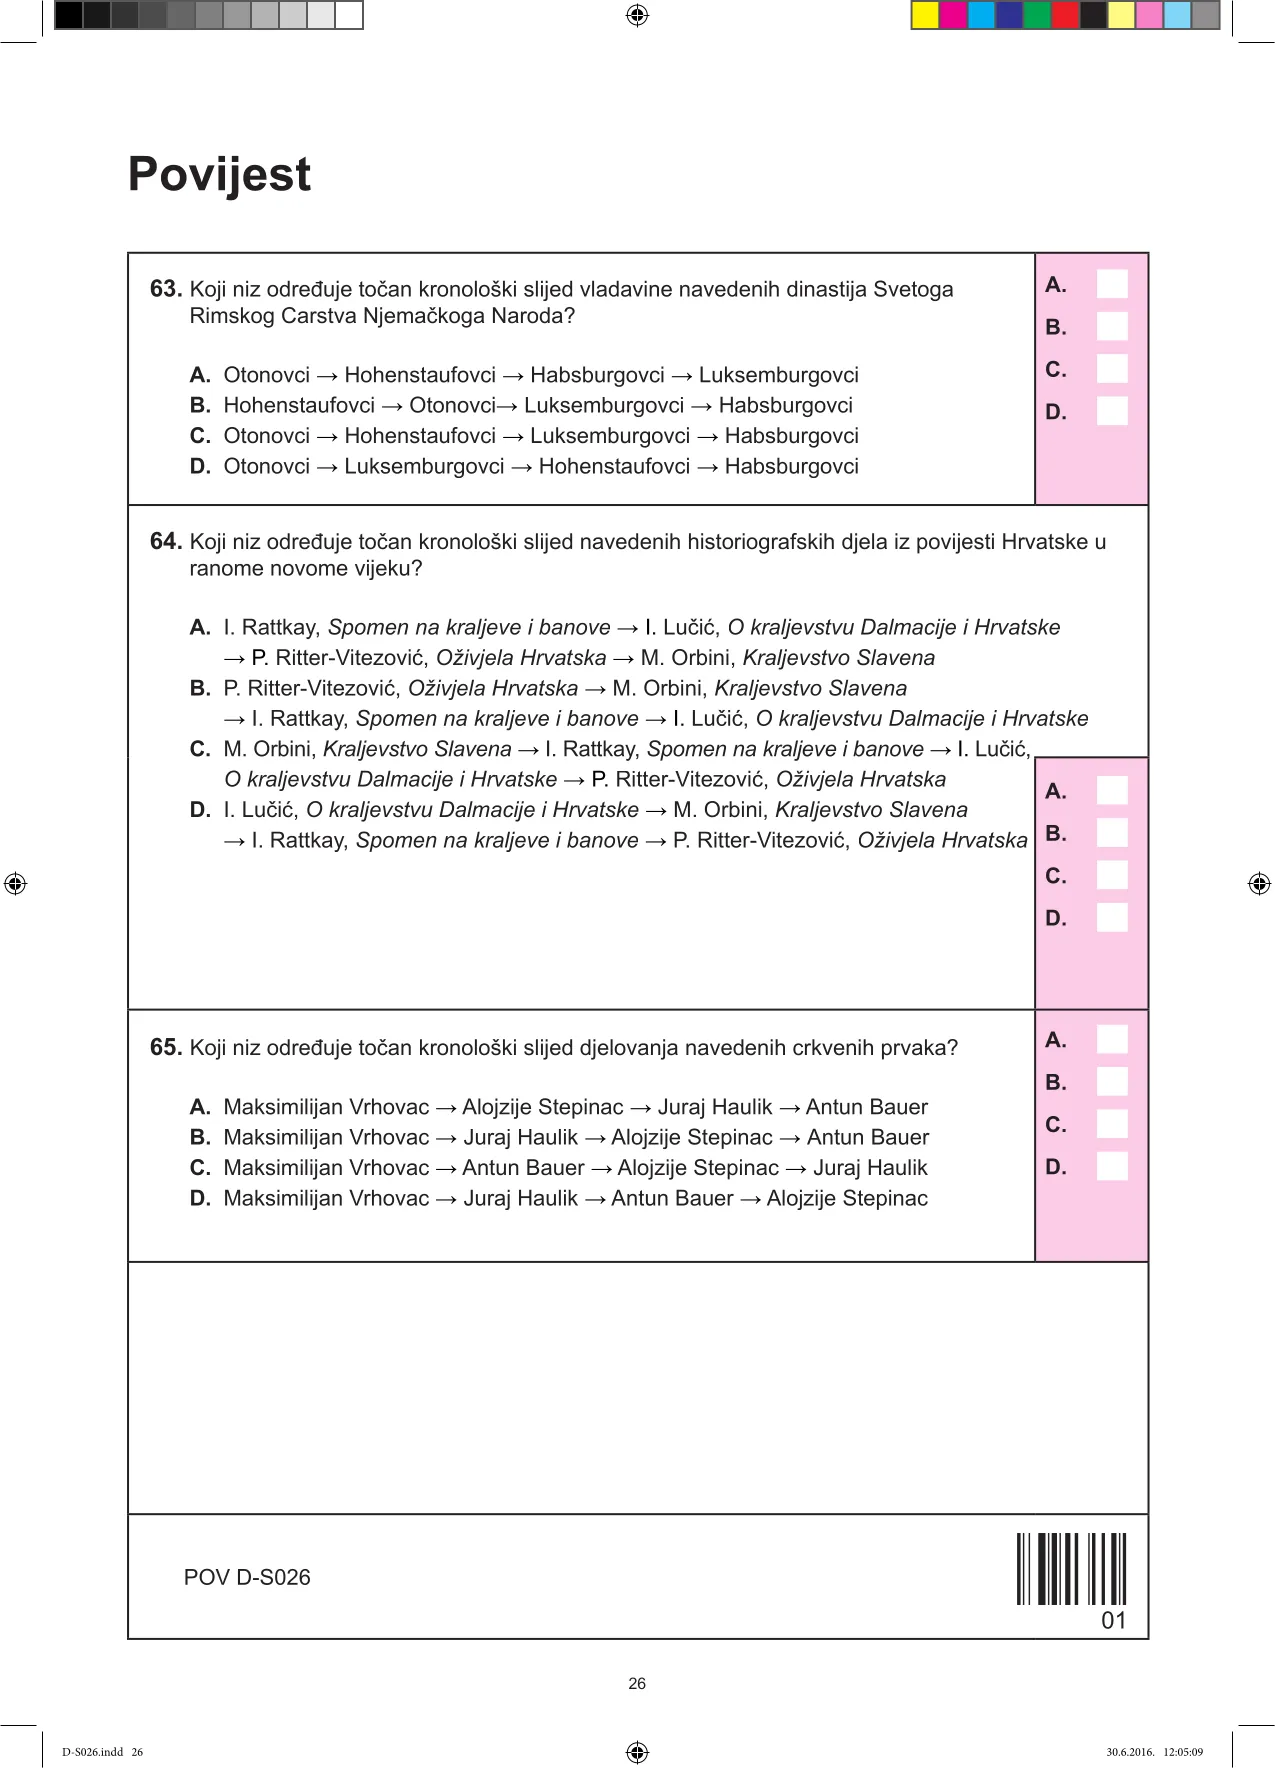 Povijest
63. Koji niz određuje točan kronološki slijed vladavine navedenih dinastija Svetoga
Rimskog Carstva Njemačkoga Naroda?
A. Otonovci → Hohenstaufovci → Habsburgovci → Luksemburgovci
B. Hohenstaufovci → Otonovci→ Luksemburgovci → Habsburgovci
C. Otonovci → Hohenstaufovci → Luksemburgovci → Habsburgovci
D. Otonovci → Luksemburgovci → Hohenstaufovci → Habsburgovci
A.
B.
C.
D.
64. Koji niz određuje točan kronološki slijed navedenih historiografskih djela iz povijesti Hrvatske u
ranome novome vijeku?
A. I. Rattkay, Spomen na kraljeve i banove → I. Lučić, O kraljevstvu Dalmacije i Hrvatske
→ P. Ritter-Vitezović, Oživjela Hrvatska → M. Orbini, Kraljevstvo Slavena
B. P. Ritter-Vitezović, Oživjela Hrvatska → M. Orbini, Kraljevstvo Slavena
→ I. Rattkay, Spomen na kraljeve i banove → I. Lučić, O kraljevstvu Dalmacije i Hrvatske
C. M. Orbini, Kraljevstvo Slavena → I. Rattkay, Spomen na kraljeve i banove → I. Lučić,
O kraljevstvu Dalmacije i Hrvatske → P. Ritter-Vitezović, Oživjela Hrvatska
D. I. Lučić, O kraljevstvu Dalmacije i Hrvatske → M. Orbini, Kraljevstvo Slavena
→ I. Rattkay, Spomen na kraljeve i banove → P. Ritter-Vitezović, Oživjela Hrvatska
A.
B.
C.
D.
65. Koji niz određuje točan kronološki slijed djelovanja navedenih crkvenih prvaka?
A. Maksimilijan Vrhovac → Alojzije Stepinac → Juraj Haulik → Antun Bauer
B. Maksimilijan Vrhovac → Juraj Haulik → Alojzije Stepinac → Antun Bauer
C. Maksimilijan Vrhovac → Antun Bauer → Alojzije Stepinac → Juraj Haulik
D. Maksimilijan Vrhovac → Juraj Haulik → Antun Bauer → Alojzije Stepinac
A.
B.
C.
D.
POV D-S026
01
26
D-S026.indd 26
30.6.2016. 12:05:09